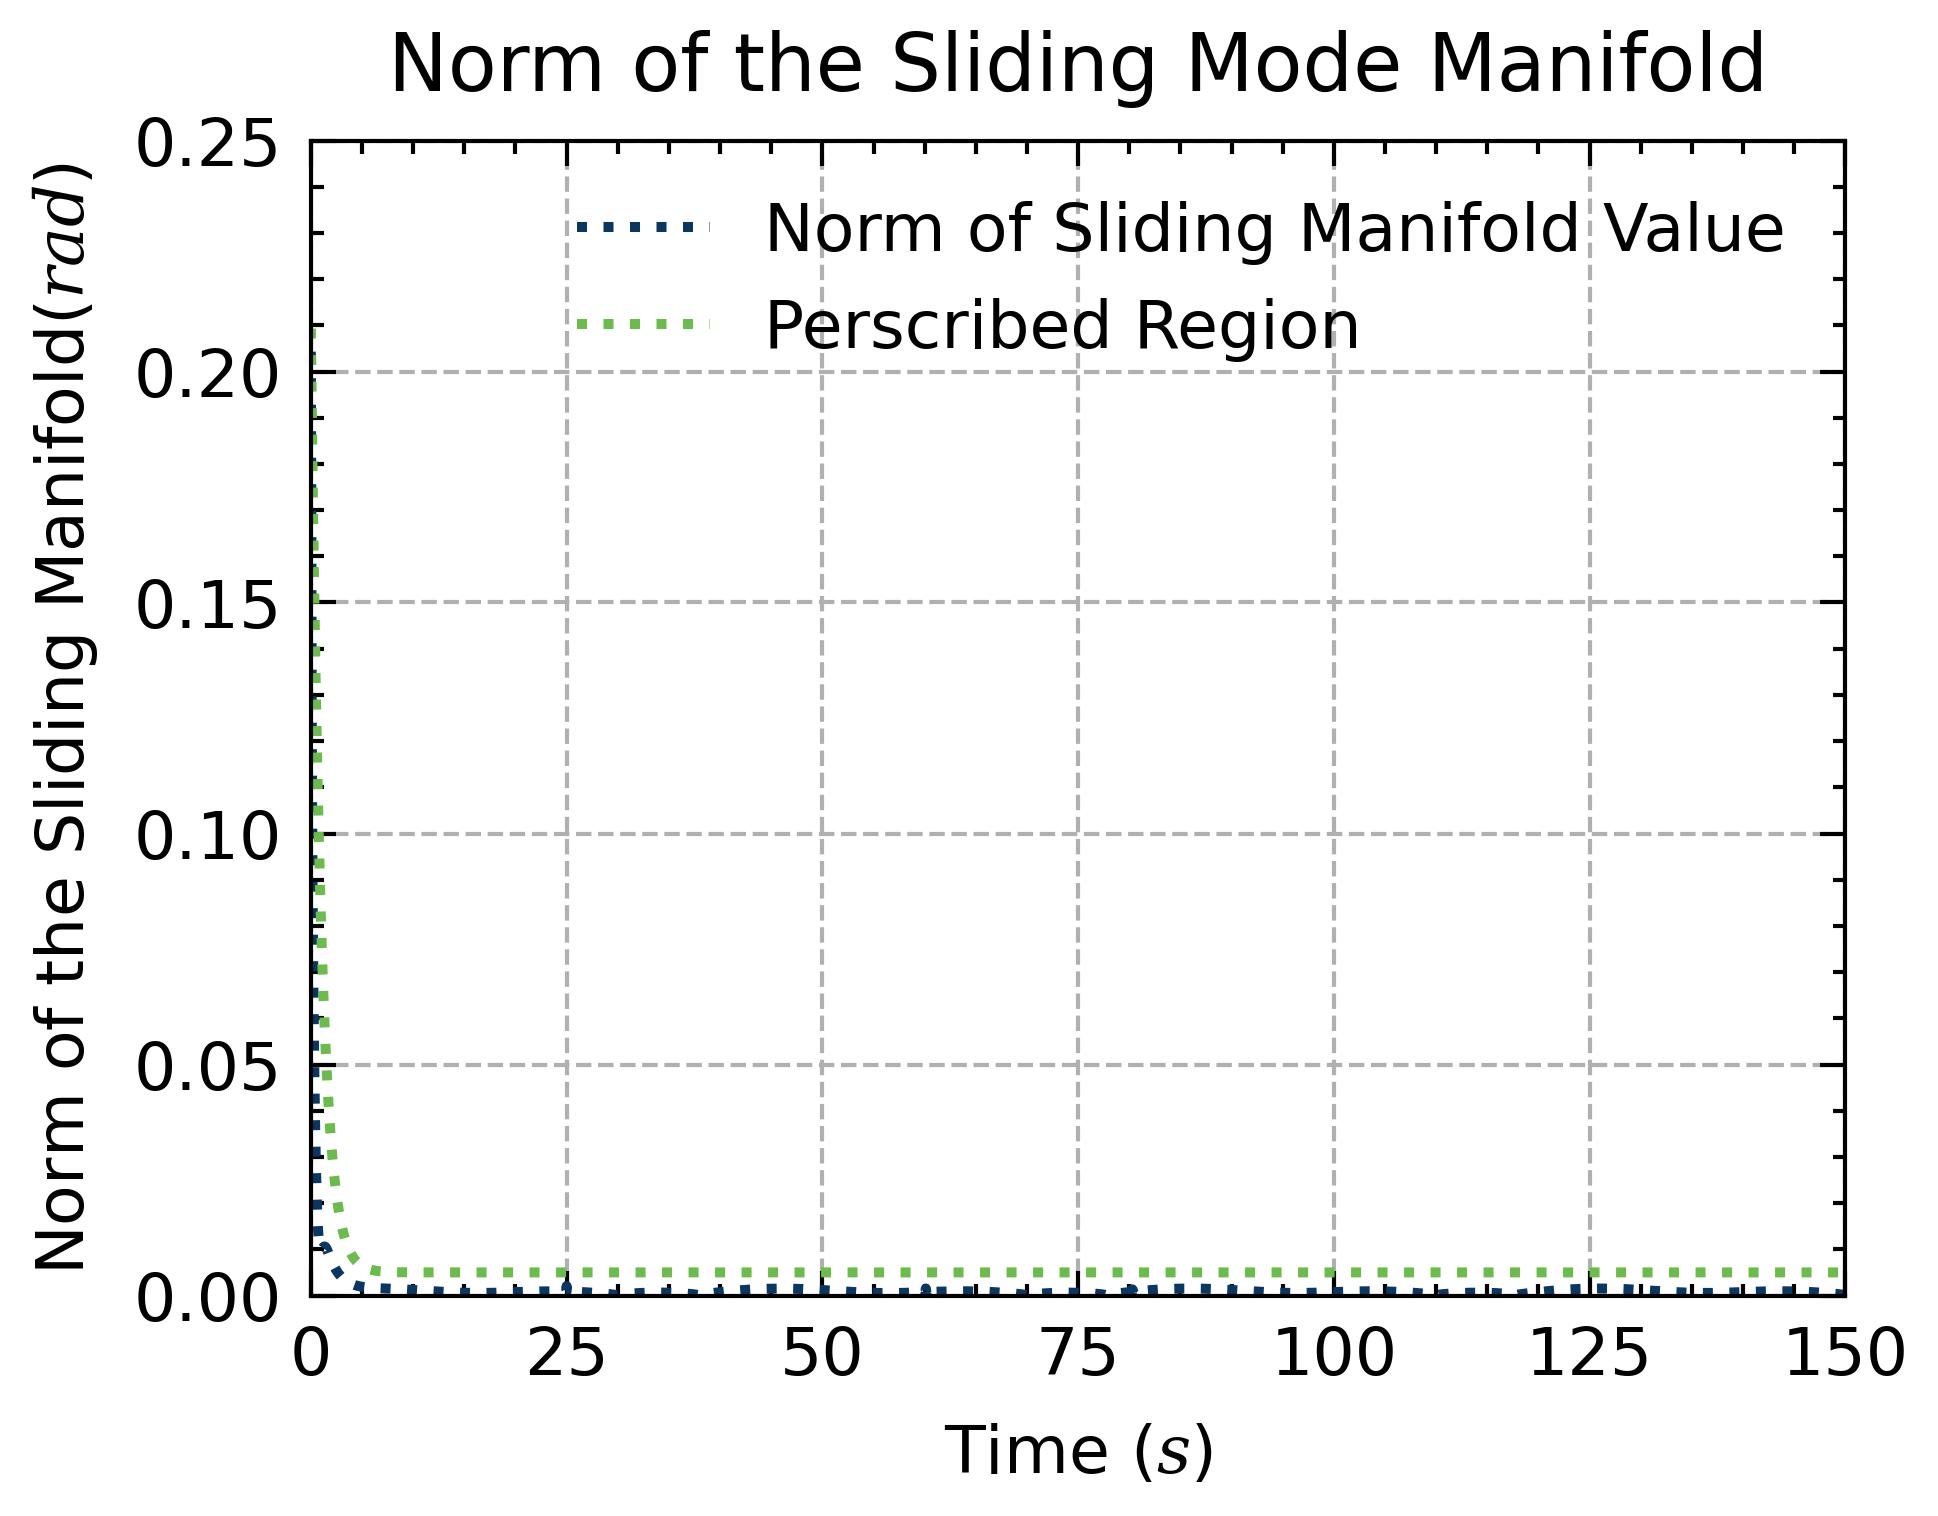 Norm of the Sliding Mode Manifold
Norm of the Sliding Manifold(rad)
0.25
0.20
0.15
0.10
0.05
0.00
Norm of Sliding Manifold Value
Perscribed Region
0 25 50 75 100 125 150
Time (s)